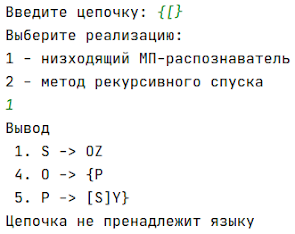 Введите цепочку: {[}
Выберите реализацию:
1 - низходящий МП-распознаватель
2 - метод рекурсивного спуска
1
Вывод
1. S -> OZ
4. O -> {P
5. P -> [S]Y}
Цепочка не пренадлежит языку